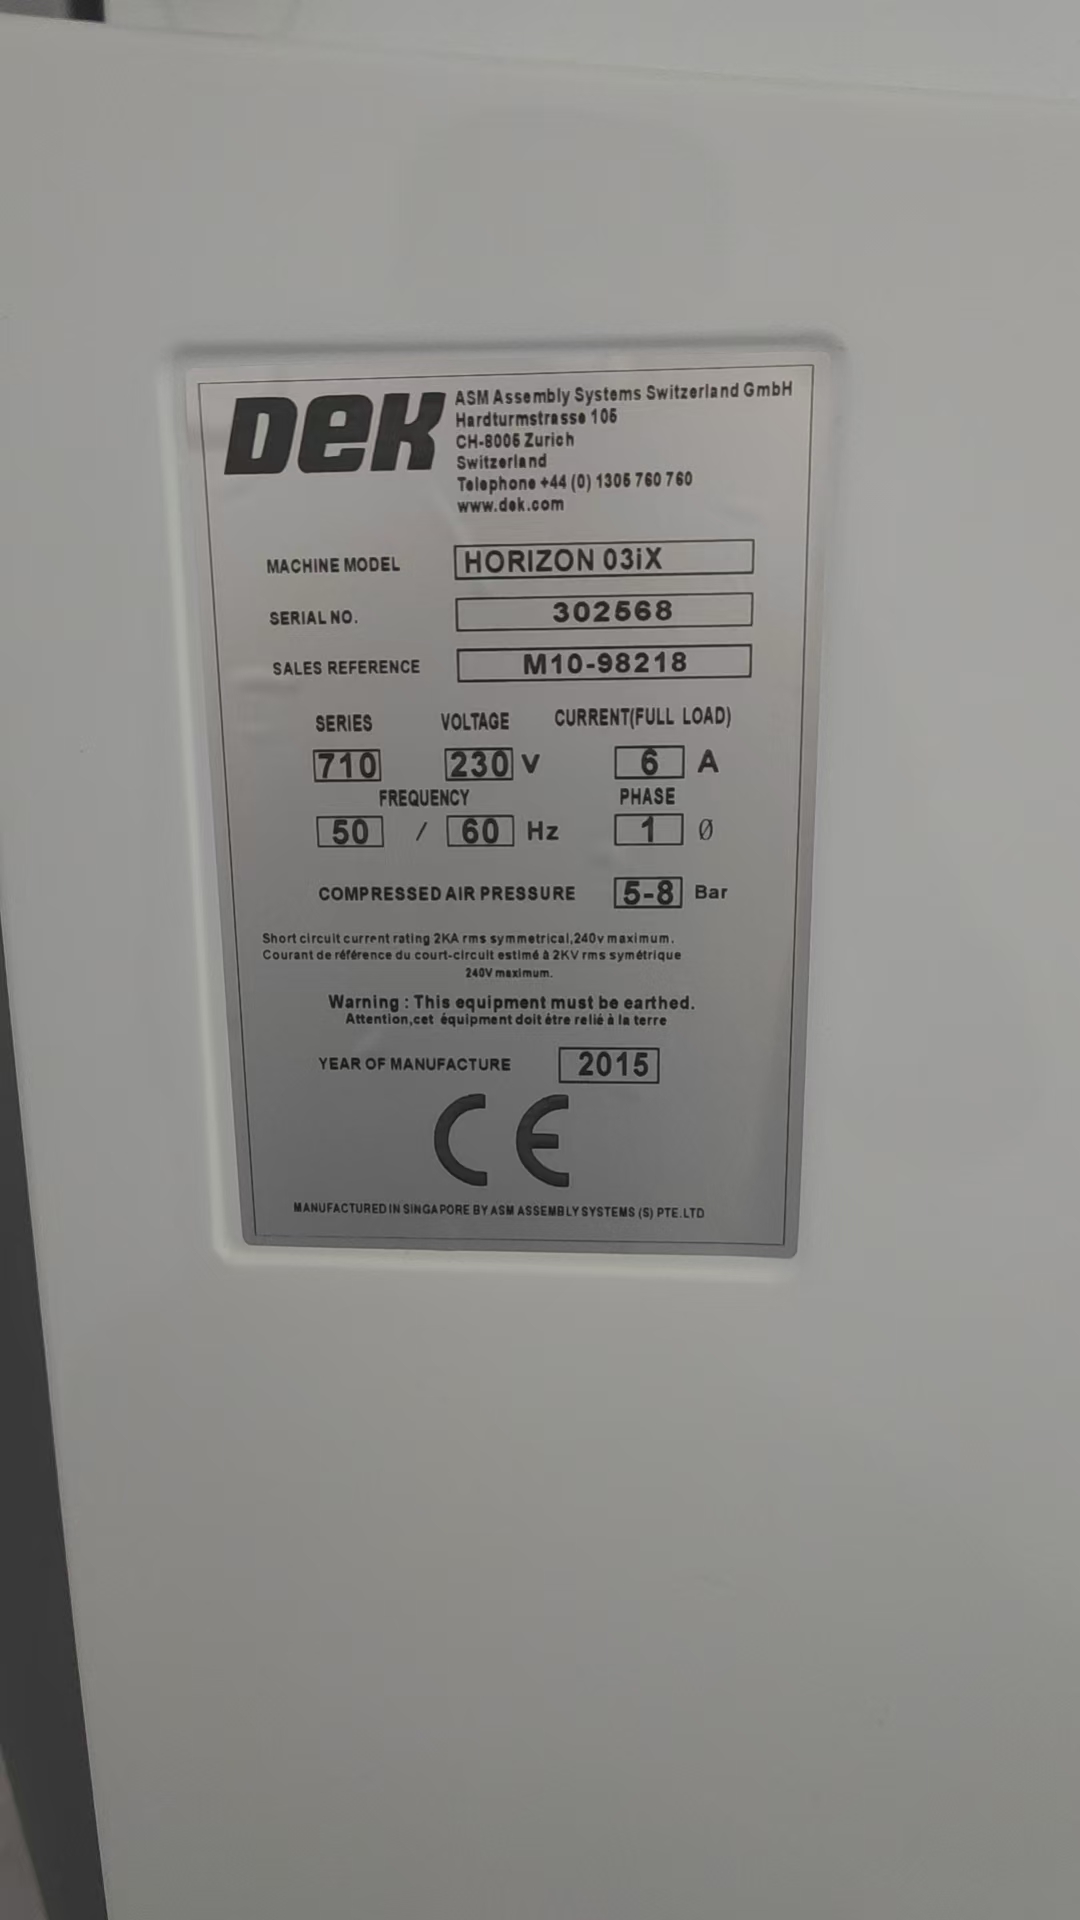 DEK
ASM Assembly Systems Switzerland GmbH
Hardturmstrasse 105
CH-8005 Zurich
Switzerland
Telephone +44 (0) 1305 760 760
www.dek.com
MACHINE MODEL HORIZON 03iX
SERIAL NO. 302568
SALES REFERENCE M10-98218
SERIES VOLTAGE CURRENT(FULL LOAD)
710 230 V 6 A
FREQUENCY PHASE
50 / 60 Hz 1 Ø
COMPRESSED AIR PRESSURE 5-8 Bar
Short circuit current rating 2KA rms symmetrical,240v maximum.
Courant de référence du court-circuit estimé à 2KV rms symétrique
240V maximum.
Warning : This equipment must be earthed.
Attention,cet équipment doit être relié à la terre
YEAR OF MANUFACTURE 2015
CE
MANUFACTURED IN SINGAPORE BY ASM ASSEMBLY SYSTEMS (S) PTE.LTD